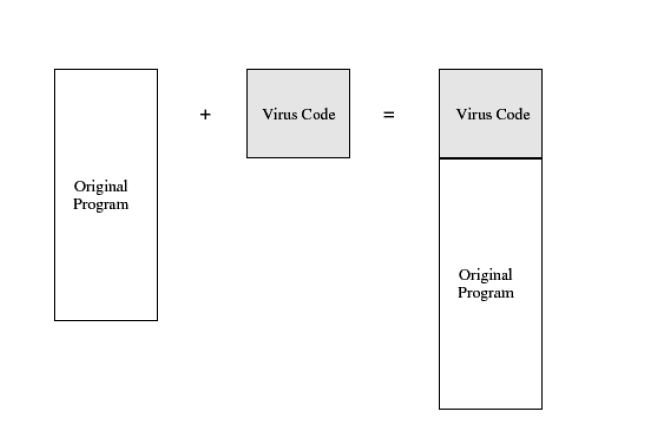 Original
Program
+
Virus Code
=
Virus Code
Original
Program